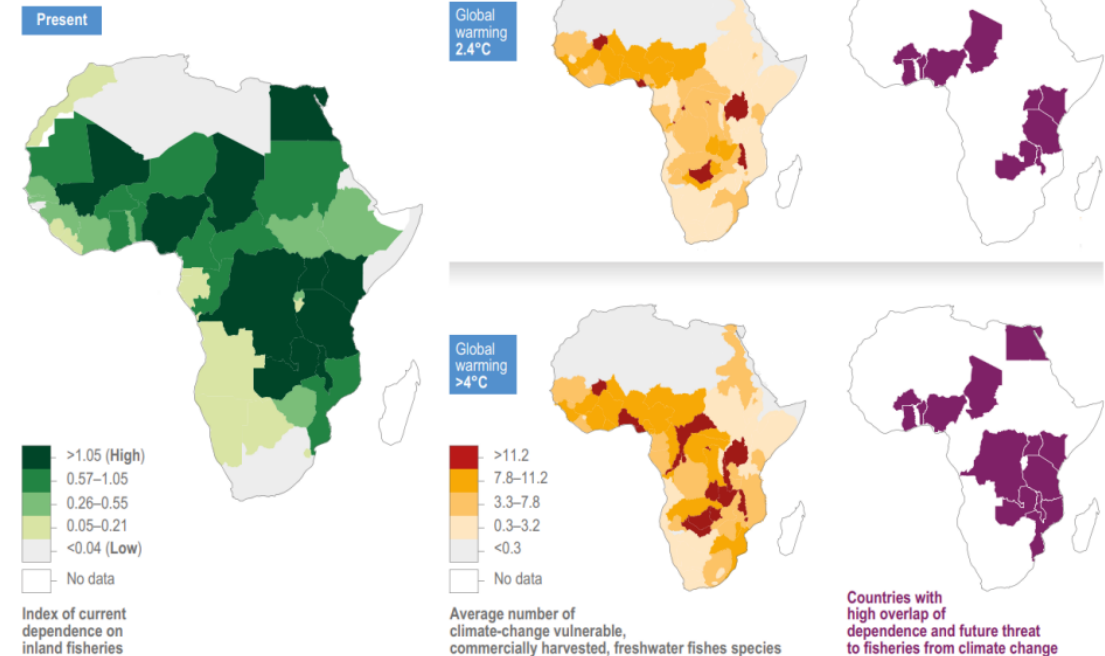 Present
>1.05 (High)
0.57–1.05
0.26–0.55
0.05–0.21
<0.04 (Low)
No data
Index of current
dependence on
inland fisheries
Global
warming
2.4°C
Global
warming
>4°C
>11.2
7.8–11.2
3.3–7.8
0.3–3.2
<0.3
No data
Average number of
climate-change vulnerable,
commercially harvested, freshwater fishes species
Countries with
high overlap of
dependence and future threat
to fisheries from climate change